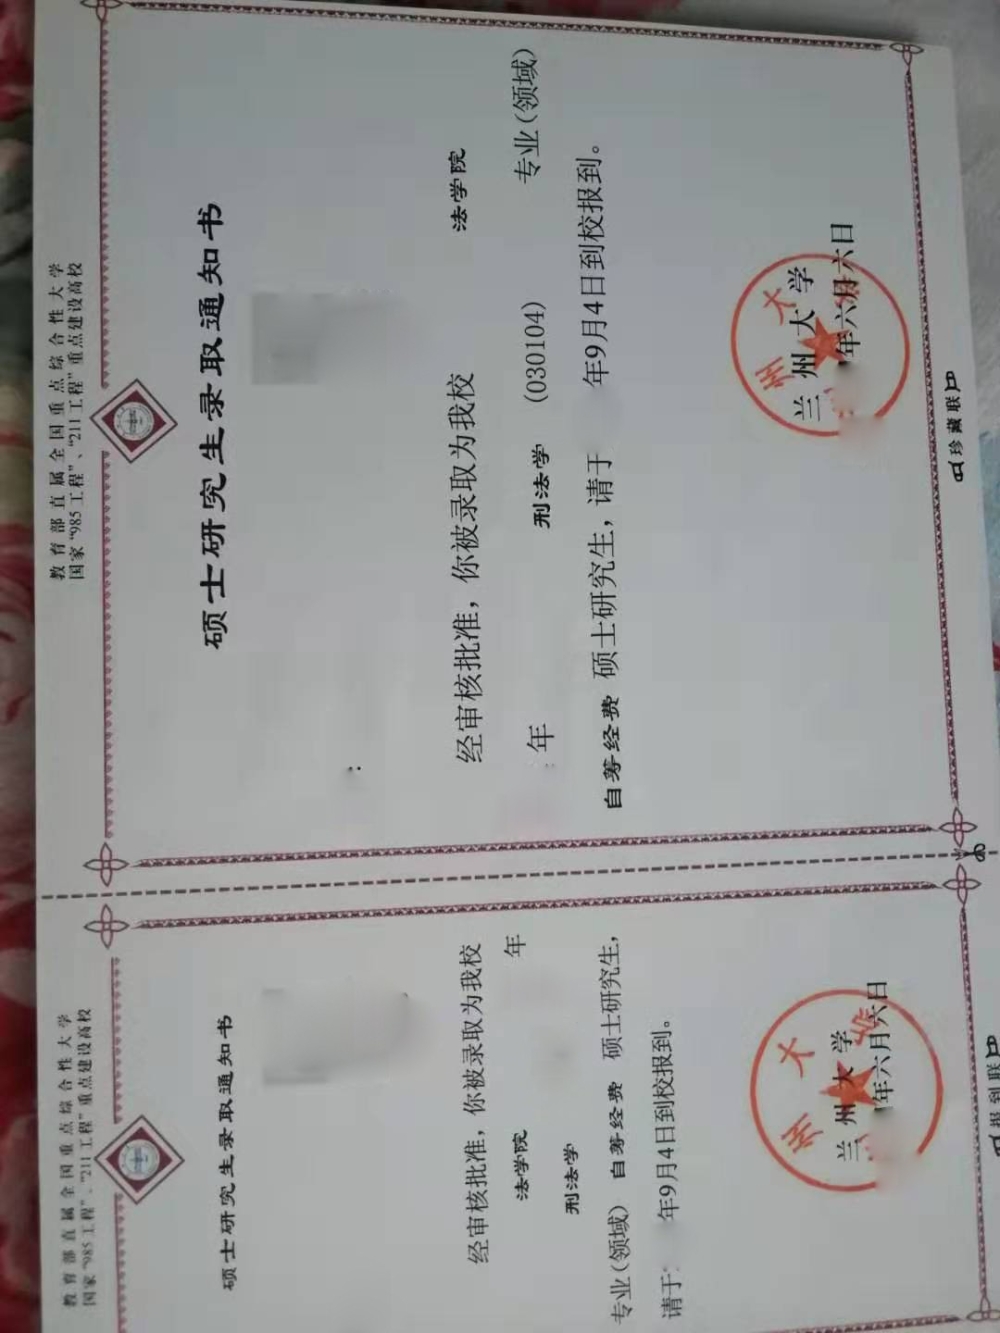 教育部直属全国重点综合性大学
国家“985工程”、“211工程”重点建设高校
硕士研究生录取通知书
:
经审核批准，你被录取为我校 法学院
年 刑法学 (030104) 专业(领域)
自筹经费 硕士研究生，请于 年9月4日到校报到。
兰州大学
年六月六日
珍藏联
教育部直属全国重点综合性大学
国家“985工程”、“211工程”重点建设高校
硕士研究生录取通知书
经审核批准，你被录取为我校
法学院 年
刑法学
专业(领域) 自筹经费 硕士研究生，
请于 年9月4日到校报到。
兰州大学
年六月六日
报到联